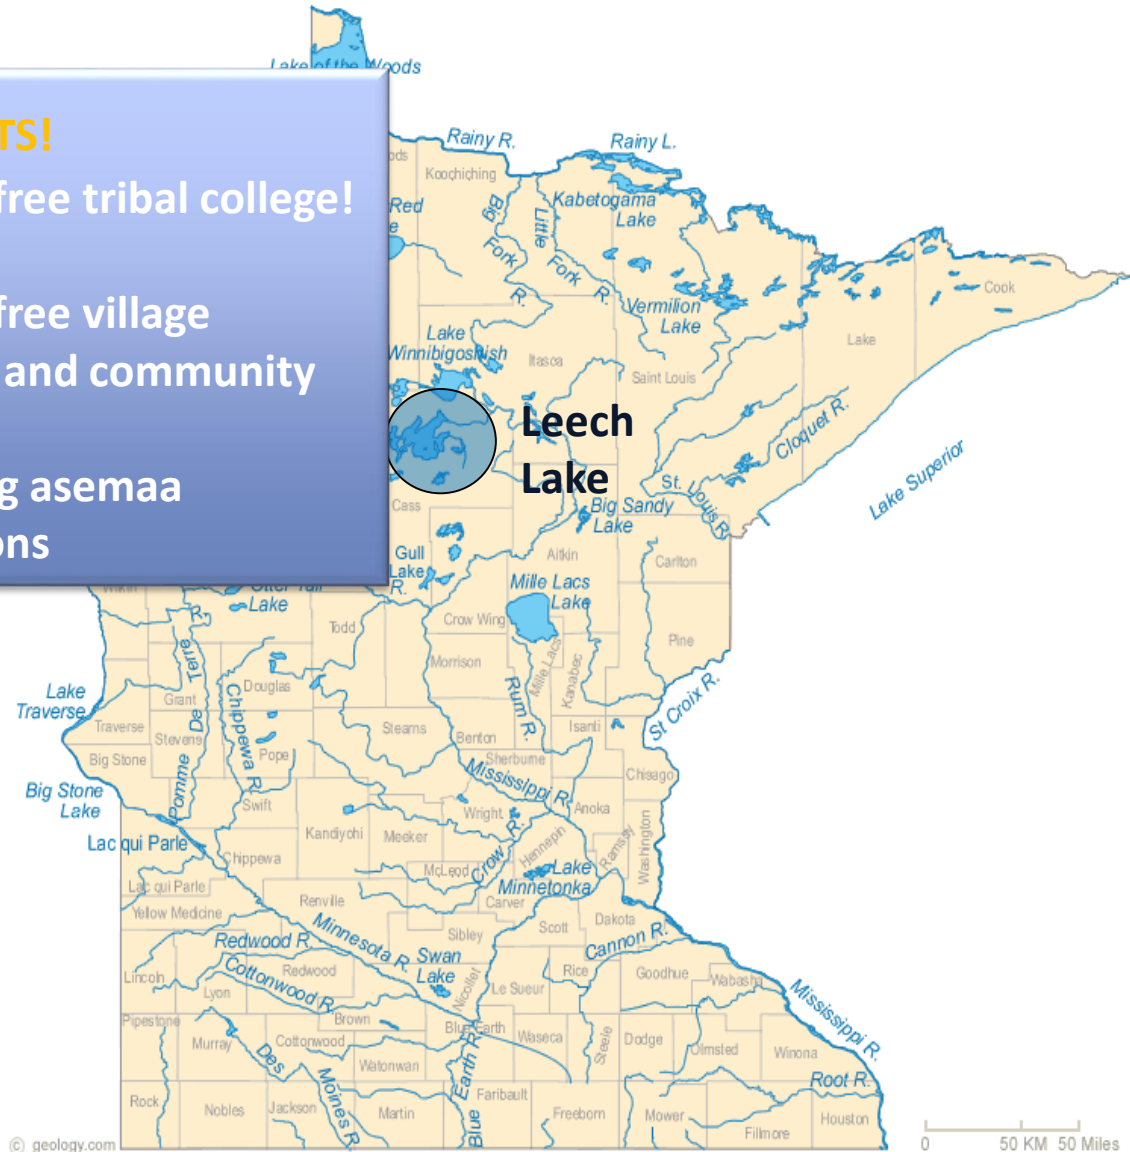 Lake of the Woods
TS!
free tribal college!
free village
and community
g asemaa
ons
Rainy R.
Rainy L.
ods
Koochiching
Red
e
Big
Fork
R.
Little
Fork
R.
Kabetogama
Lake
Vermilion
Lake
Cook
Lake
Lake
Winnibigoshish
Itasca
Saint Louis
Leech
Lake
Cloquet R.
St. Louis R.
Lake Superior
Cass
Big Sandy
Lake
Gull
Lake
R.
Aitkin
Carlton
Wilkin
Otter Tail
Lake
R.
Mille Lacs
Lake
Crow Wing
Todd
Pine
Morrison
Mille Lacs
Kanabec
Lake
Traverse
Traverse
Grant
Douglas
Pomme De Terre
Chippewa R.
Stevens
Pope
Stearns
Benton
Rum R.
Isanti
St Croix R.
Big Stone
Sherburne
Mississippi R.
Chisago
Big Stone
Lake
Swift
Wright
Anoka
Kandiyohi
Meeker
Crow R.
Hennepin
Ramsay
Washington
Lac qui Parle
Chippewa
McLeod
Lake
Minnetonka
Lac qui Parle
Renville
Carver
Yellow Medicine
Minnesota R.
Sibley
Scott
Dakota
Cannon R.
Redwood R.
Swan
Lake
Lincoln
Redwood
Cottonwood R.
Lyon
Nicollet
Le Sueur
Rice
Goodhue
Wabasha
Mississippi R.
Pipestone
Brown
Murray
Cottonwood
Blue Earth
Waseca
Steele
Dodge
Olmsted
Winona
Des
Moines R.
Watonwan
Blue Earth R.
Root R.
Rock
Nobles
Jackson
Martin
Faribault
Freeborn
Mower
Fillmore
Houston
© geology.com
0 50 KM 50 Miles